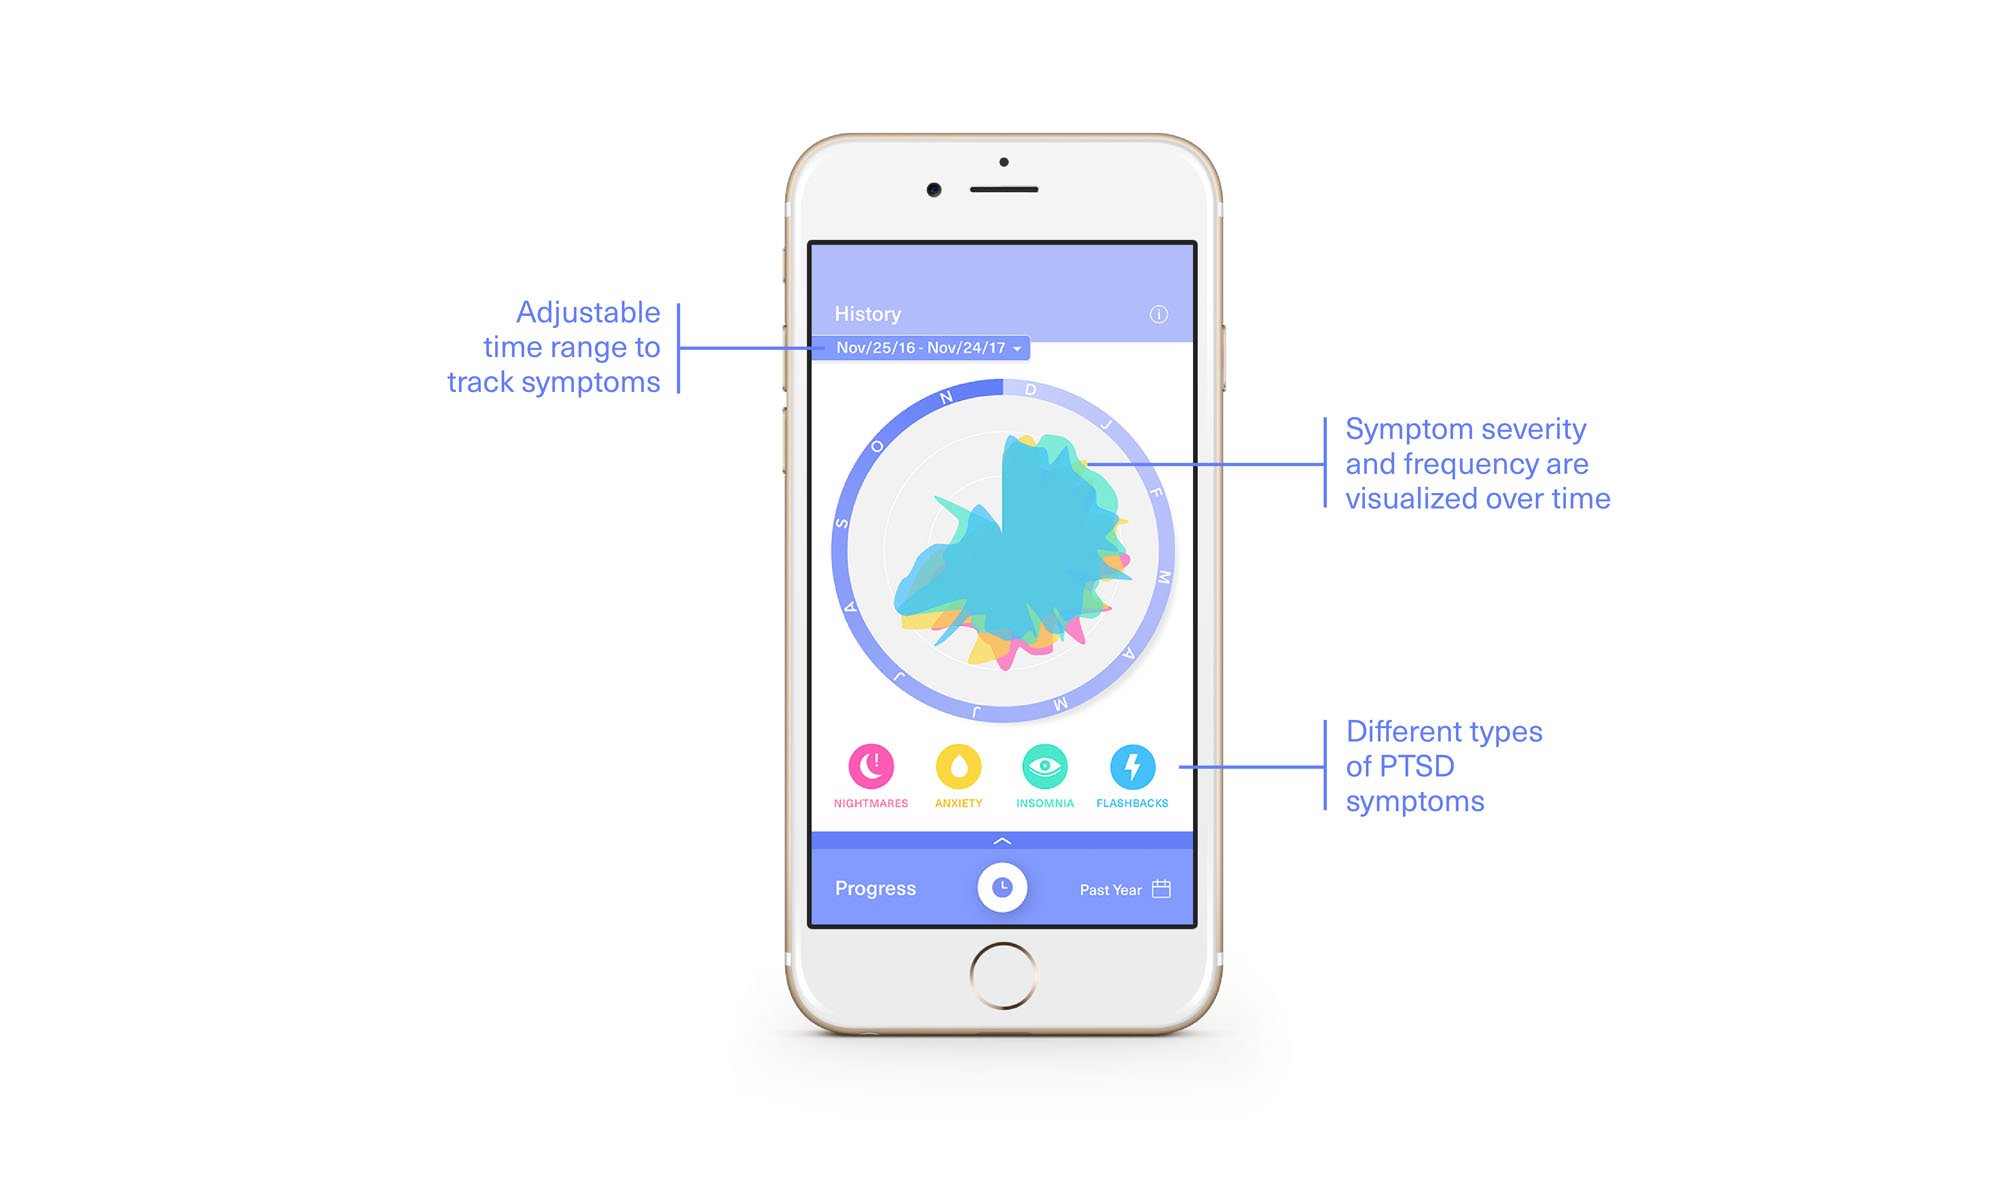 Adjustable
time range to
track symptoms
History
Nov/25/16 - Nov/24/17
D
J
F
M
A
M
J
J
A
S
O
N
NIGHTMARES
ANXIETY
INSOMNIA
FLASHBACKS
Progress
Past Year
Symptom severity
and frequency are
visualized over time
Different types
of PTSD
symptoms